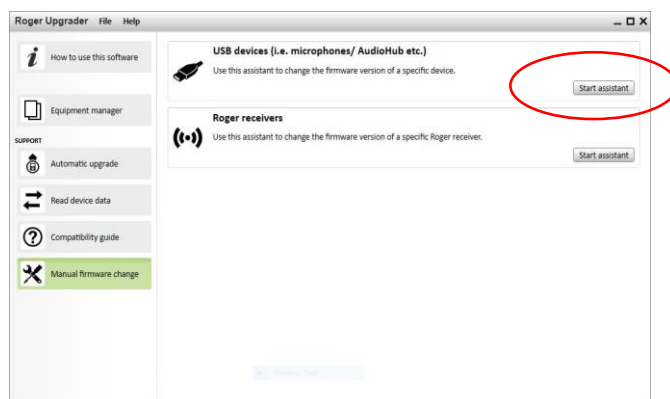 Roger Upgrader File Help
How to use this software
Equipment manager
SUPPORT
Automatic upgrade
Read device data
Compatibility guide
Manual firmware change
USB devices (i.e. microphones/ AudioHub etc.)
Use this assistant to change the firmware version of a specific device.
Start assistant
Roger receivers
Use this assistant to change the firmware version of a specific Roger receiver.
Start assistant